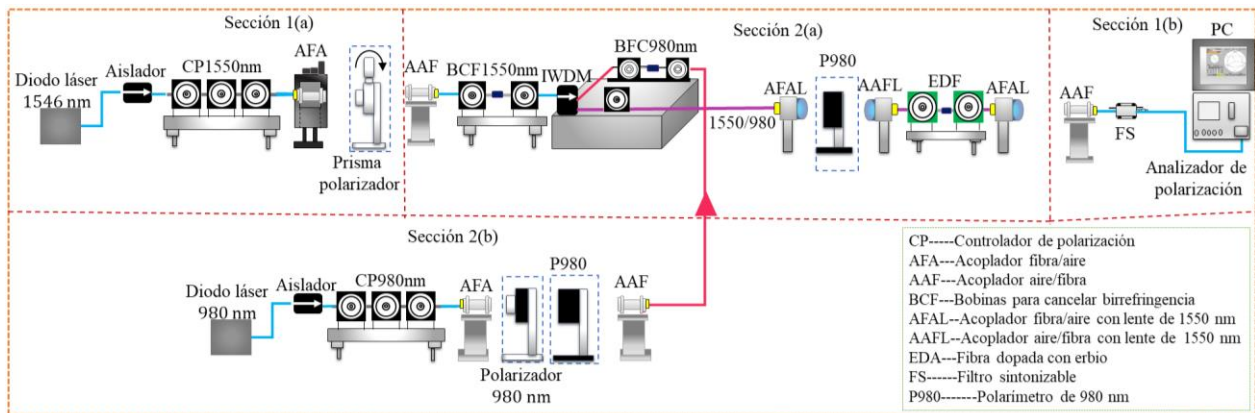 Sección 1(a)
Diodo láser
1546 nm
Aislador
CP1550nm
AFA
Prisma
polarizador
Sección 2(a)
AAF
BCF1550nm
IWDM
BFC980nm
1550/980
AFAL
P980
AAFL
EDF
AFAL
Sección 1(b)
PC
AAF
FS
Analizador de
polarización
Sección 2(b)
Diodo láser
980 nm
Aislador
CP980nm
AFA
P980
AAF
Polarizador
980 nm
CP-----Controlador de polarización
AFA---Acoplador fibra/aire
AAF---Acoplador aire/fibra
BCF---Bobinas para cancelar birrefringencia
AFAL--Acoplador fibra/aire con lente de 1550 nm
AAFL--Acoplador aire/fibra con lente de 1550 nm
EDA---Fibra dopada con erbio
FS------Filtro sintonizable
P980-------Polarímetro de 980 nm